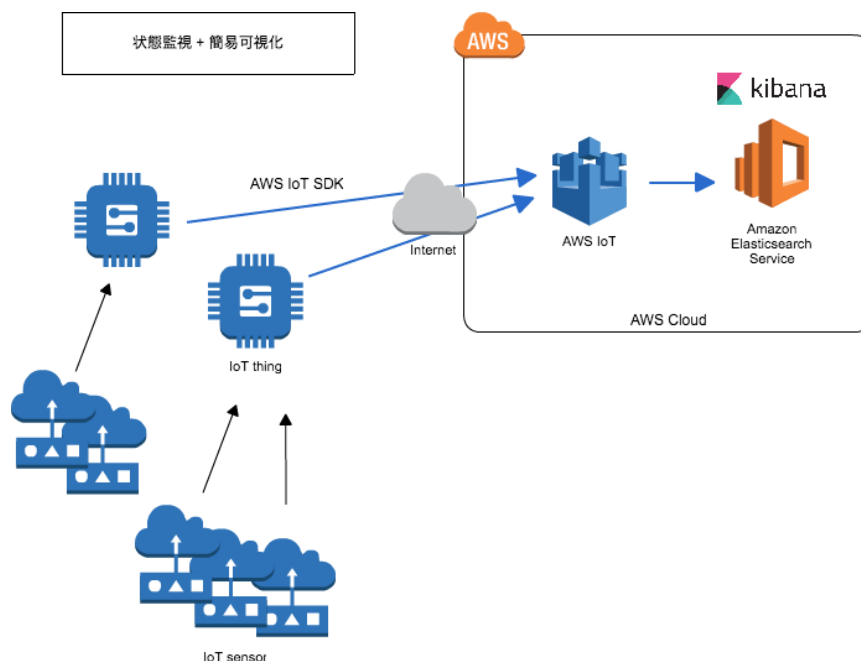 状態監視 + 簡易可視化
AWS
kibana
AWS IoT SDK
Internet
AWS IoT
Amazon
Elasticsearch
Service
AWS Cloud
IoT thing
IoT sensor